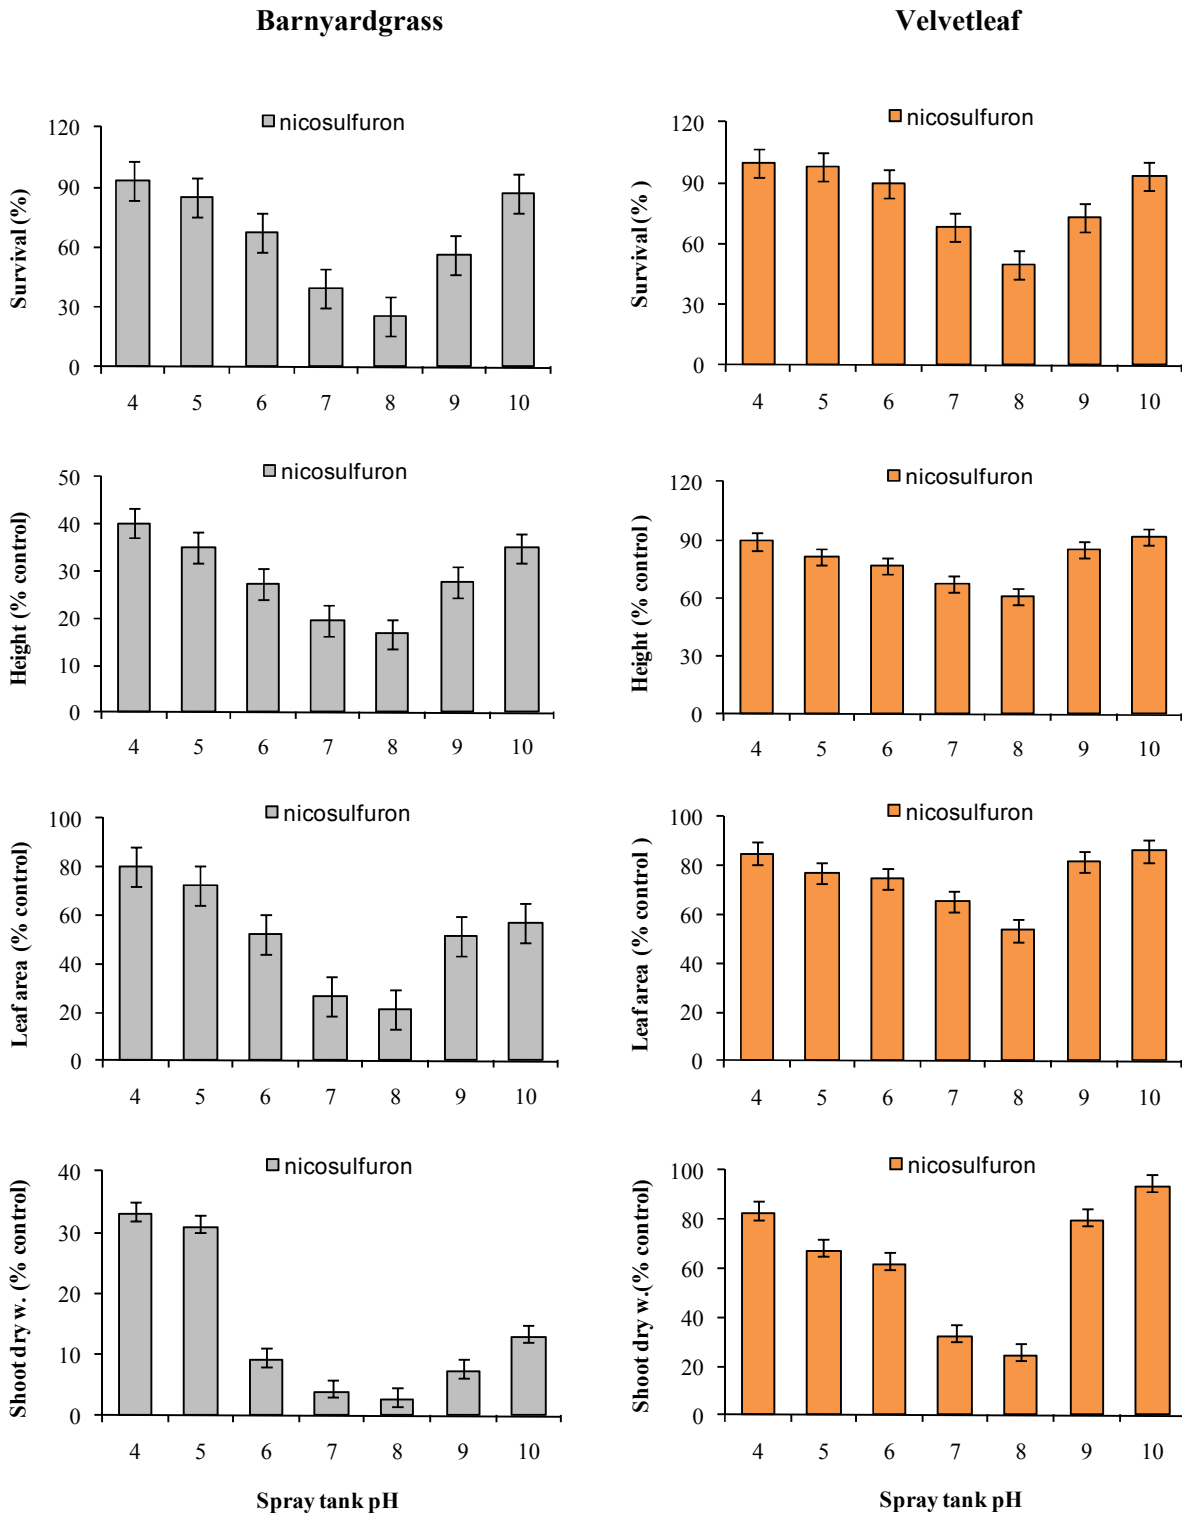 Barnyardgrass
Velvetleaf
nicosulfuron
Survival (%)
120
90
60
30
0
4 5 6 7 8 9 10
nicosulfuron
Survival (% )
120
90
60
30
0
4 5 6 7 8 9 10
nicosulfuron
Height (% control)
50
40
30
20
10
0
4 5 6 7 8 9 10
nicosulfuron
Height (% control )
120
90
60
30
0
4 5 6 7 8 9 10
nicosulfuron
Leaf area (% control)
100
80
60
40
20
0
4 5 6 7 8 9 10
nicosulfuron
Leaf area (% control )
100
80
60
40
20
0
4 5 6 7 8 9 10
nicosulfuron
Shoot dry w. (% control)
40
30
20
10
0
4 5 6 7 8 9 10
Spray tank pH
nicosulfuron
Shoot dry w.(% control)
100
80
60
40
20
0
4 5 6 7 8 9 10
Spray tank pH